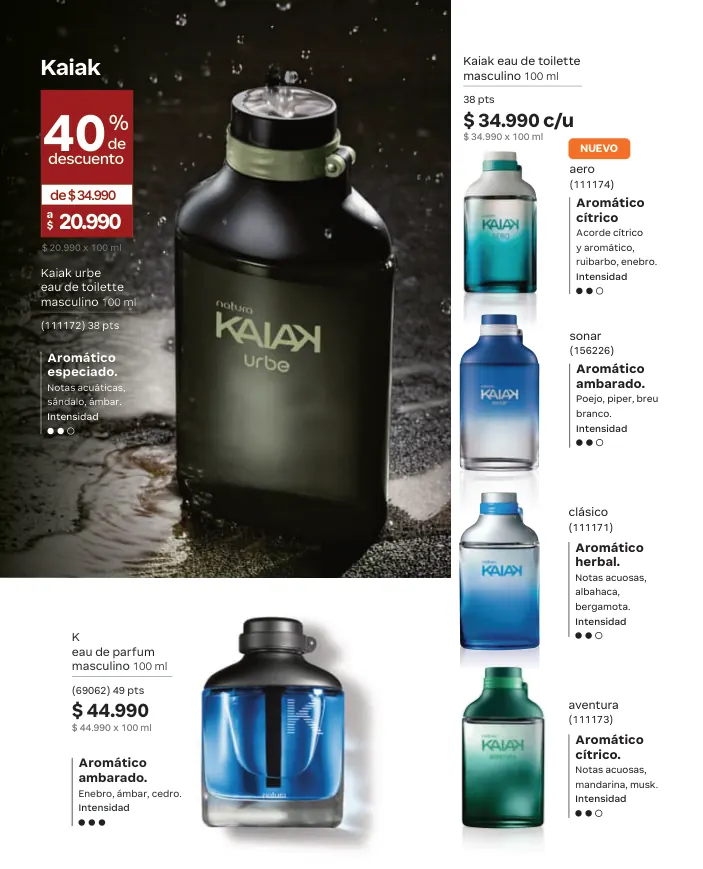 Kaiak
40%
de
descuento
de $ 34.990
a
$ 20.990
$ 20.990 x 100 ml
Kaiak urbe
eau de toilette
masculino 100 ml
(111172) 38 pts
Aromático
especiado.
Notas acuáticas,
sándalo, ámbar.
Intensidad
natura
KAIAK
urbe
Kaiak eau de toilette
masculino 100 ml
38 pts
$ 34.990 c/u
$ 34.990 x 100 ml
NUEVO
aero
(111174)
Aromático
cítrico
Acorde cítrico
y aromático,
ruibarbo, enebro.
Intensidad
KAIAK
AERO
sonar
(156226)
Aromático
ambarado.
Poejo, piper, breu
branco.
Intensidad
KAIAK
clásico
(111171)
Aromático
herbal.
Notas acuosas,
albahaca,
bergamota.
Intensidad
KAIAK
aventura
(111173)
Aromático
cítrico.
Notas acuosas,
mandarina, musk.
Intensidad
KAIAK
K
eau de parfum
masculino 100 ml
(69062) 49 pts
$ 44.990
$ 44.990 x 100 ml
Aromático
ambarado.
Enebro, ámbar, cedro.
Intensidad
K
natura